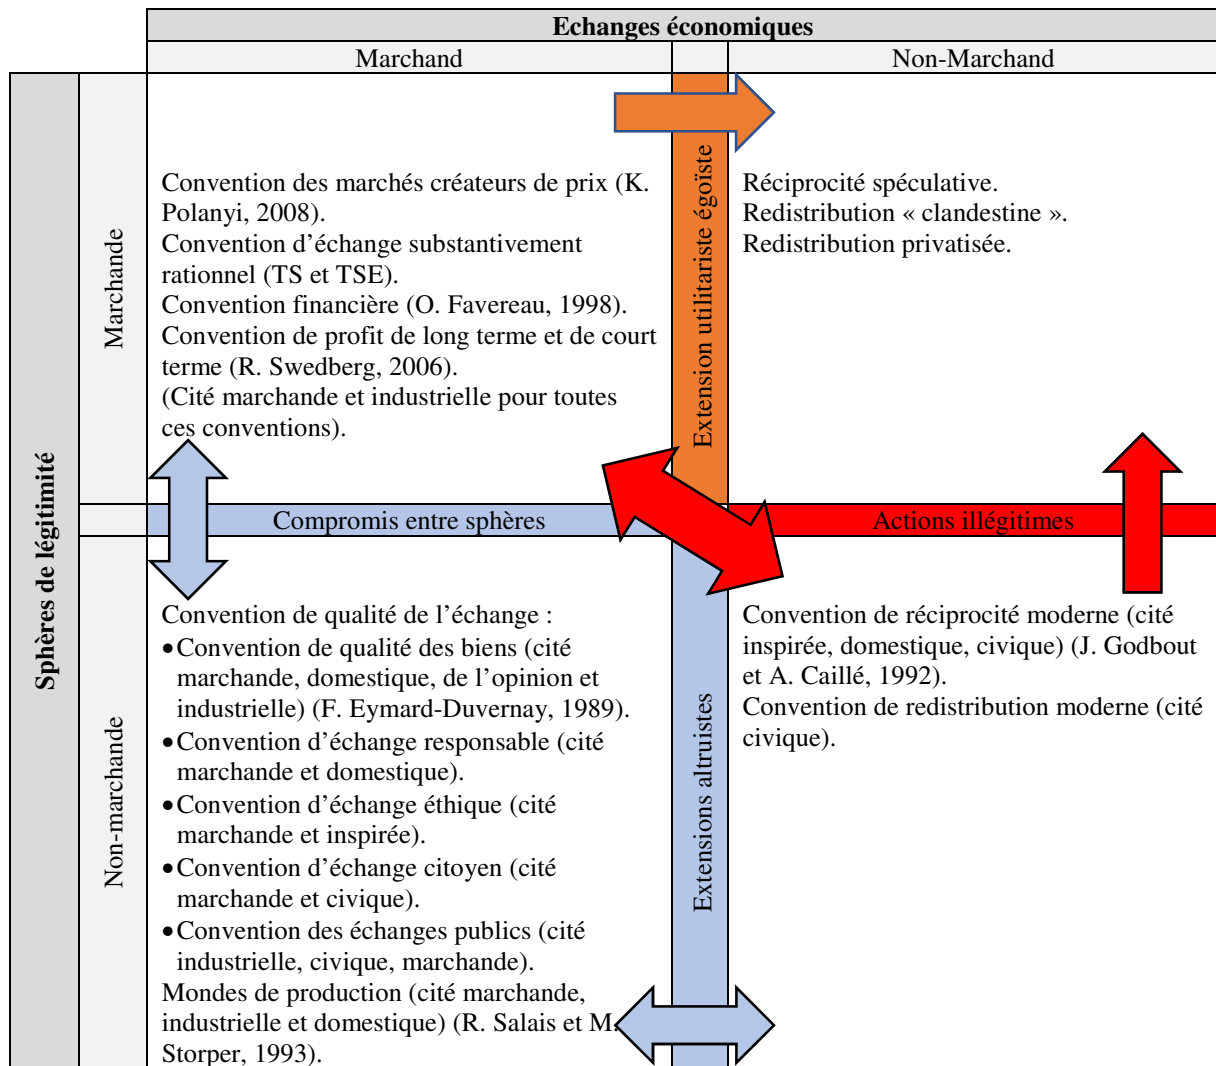 Echanges économiques
Marchand
Non-Marchand
Sphères de légitimité
Marchande
Convention des marchés créateurs de prix (K.
Polanyi, 2008).
Convention d’échange substantivement
rationnel (TS et TSE).
Convention financière (O. Favereau, 1998).
Convention de profit de long terme et de court
terme (R. Swedberg, 2006).
(Cité marchande et industrielle pour toutes
ces conventions).
Extension utilitariste égoïste
Réciprocité spéculative.
Redistribution « clandestine ».
Redistribution privatisée.
Compromis entre sphères
Actions illégitimes
Non-marchande
Convention de qualité de l’échange :
•Convention de qualité des biens (cité
marchande, domestique, de l’opinion et
industrielle) (F. Eymard-Duvernay, 1989).
•Convention d’échange responsable (cité
marchande et domestique).
•Convention d’échange éthique (cité
marchande et inspirée).
•Convention d’échange citoyen (cité
marchande et civique).
•Convention des échanges publics (cité
industrielle, civique, marchande).
Mondes de production (cité marchande,
industrielle et domestique) (R. Salais et M.
Storper, 1993).
Extensions altruistes
Convention de réciprocité moderne (cité
inspirée, domestique, civique) (J. Godbout
et A. Caillé, 1992).
Convention de redistribution moderne (cité
civique).